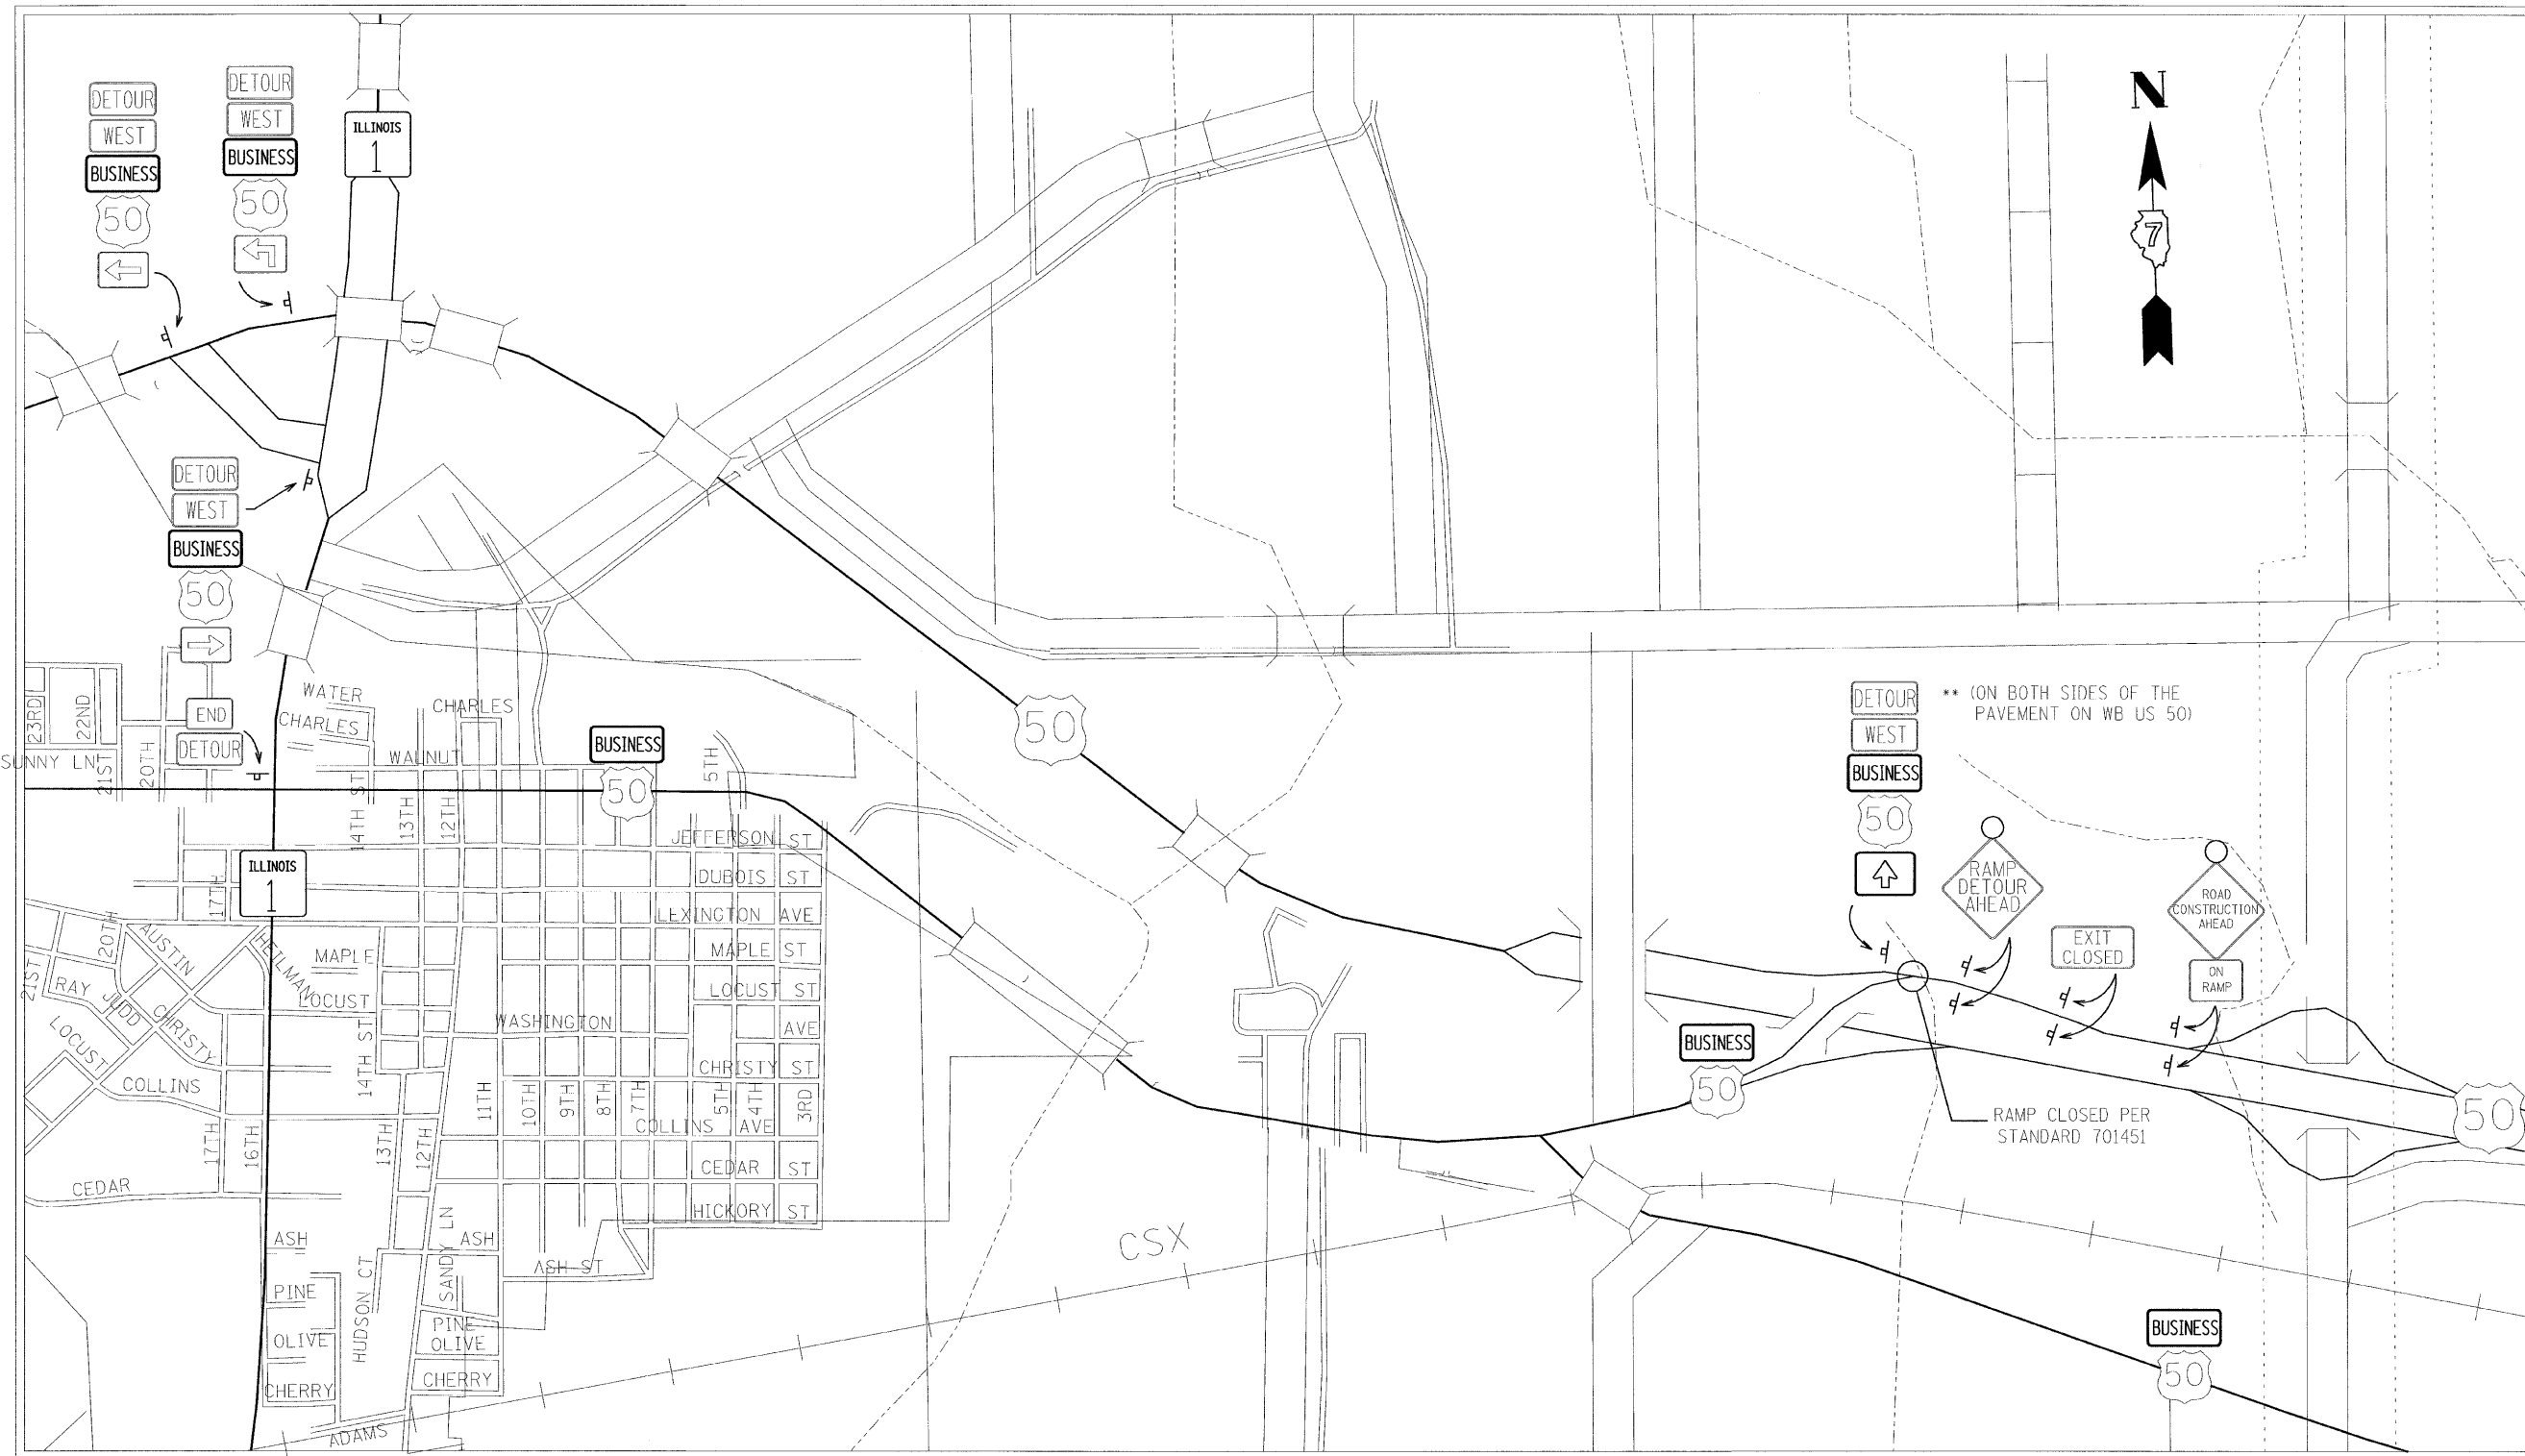 DETOUR
WEST
BUSINESS
50
DETOUR
WEST
BUSINESS
50
ILLINOIS
1
N
7
DETOUR
WEST
BUSINESS
50
END
DETOUR
23RD
22ND
SUNNY LN
21ST
20TH
WATER
CHARLES
CHARLES
WALNUT
14TH ST
13TH
12TH
BUSINESS
50
5TH
50
DETOUR
WEST
BUSINESS
50
** (ON BOTH SIDES OF THE
PAVEMENT ON WB US 50)
RAMP
DETOUR
AHEAD
EXIT
CLOSED
ROAD
CONSTRUCTION
AHEAD
ON
RAMP
JEFFERSON ST
DUBOIS ST
LEXINGTON AVE
MAPLE ST
LOCUST ST
WASHINGTON AVE
CHRISTY ST
COLLINS AVE
CEDAR ST
HICKORY ST
17TH
ILLINOIS
1
20TH
21ST
AUSTIN
HEILMAN
RAY
JUDD
CHRISTY
LOCUST
COLLINS
MAPLE
LOCUST
14TH ST
11TH
10TH
9TH
8TH
7TH
5TH
4TH
3RD
17TH
16TH
13TH
12TH
CEDAR
ASH
PINE
OLIVE
CHERRY
HUDSON CT
SANDY LN
ASH
ASH ST
PINE
OLIVE
CHERRY
ADAMS
CSX
BUSINESS
50
RAMP CLOSED PER
STANDARD 701451
50
BUSINESS
50